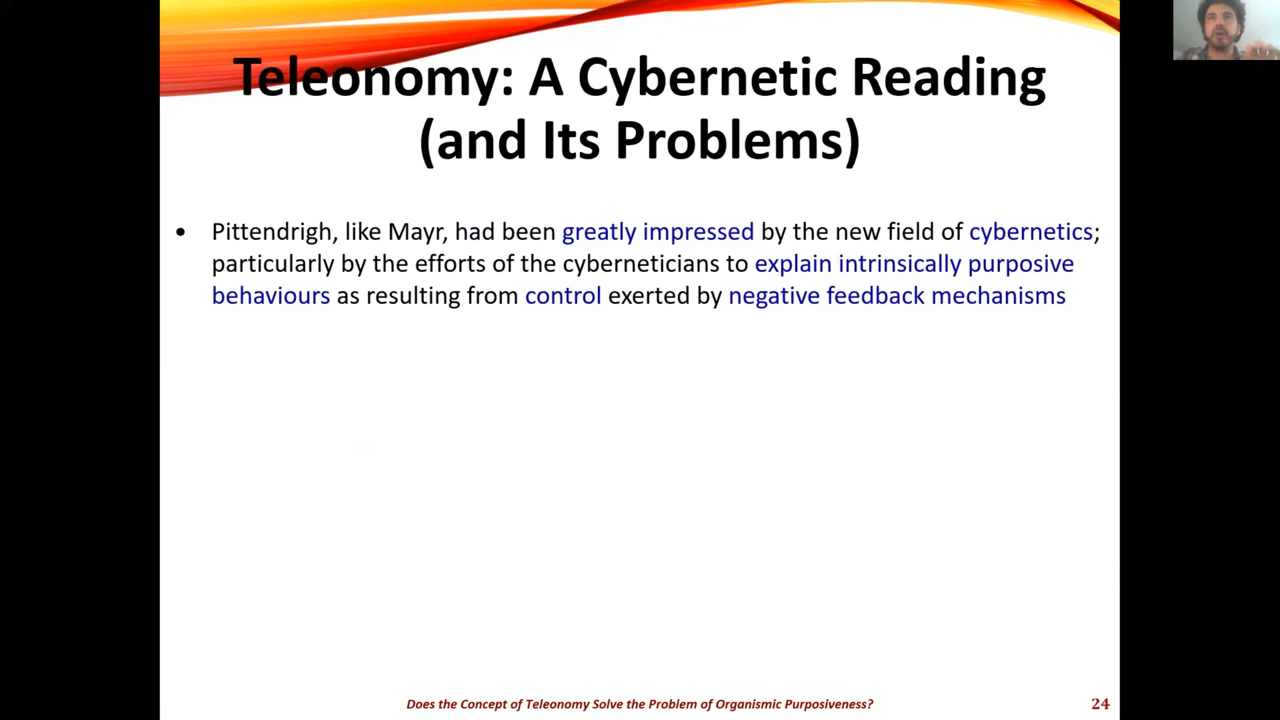 Teleonomy: A Cybernetic Reading
(and Its Problems)
• Pittendrigh, like Mayr, had been greatly impressed by the new field of cybernetics;
particularly by the efforts of the cyberneticians to explain intrinsically purposive
behaviours as resulting from control exerted by negative feedback mechanisms
Does the Concept of Teleonomy Solve the Problem of Organismic Purposiveness?
24